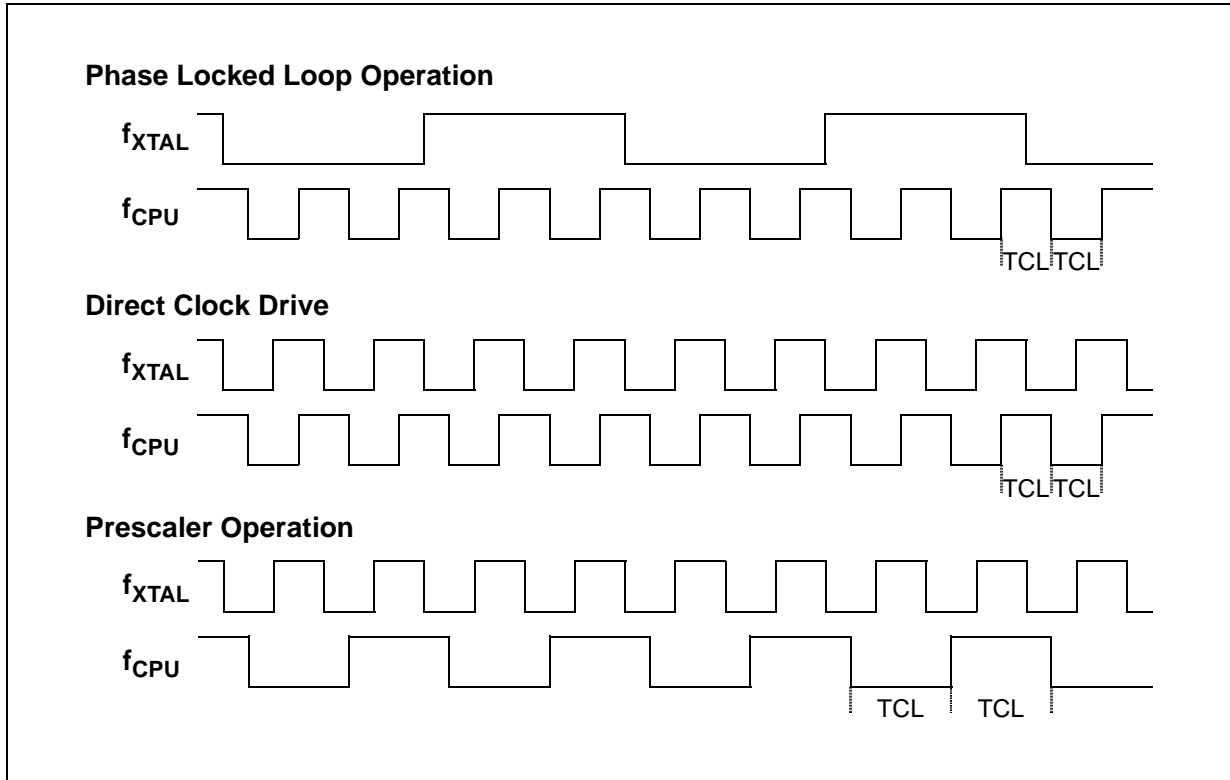 Phase Locked Loop Operation
fXTAL
fCPU
TCL TCL
Direct Clock Drive
fXTAL
fCPU
TCL TCL
Prescaler Operation
fXTAL
fCPU
TCL TCL